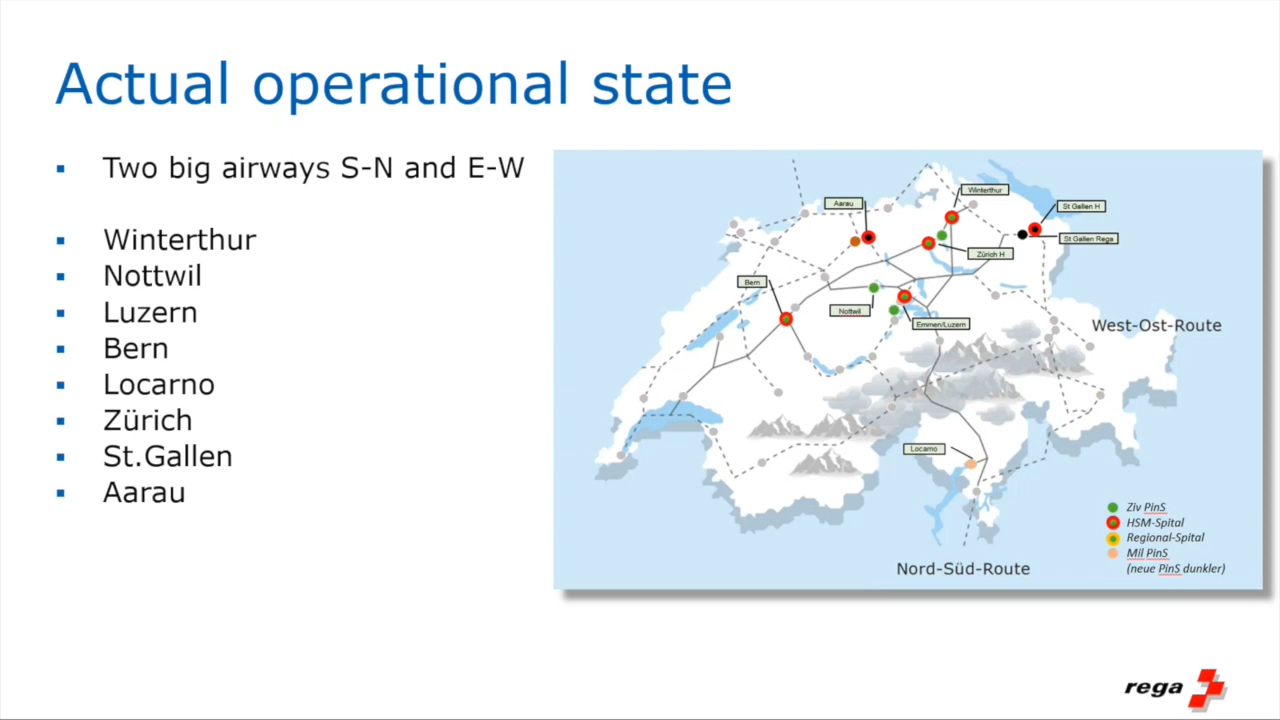 Actual operational state
Two big airways S-N and E-W
Winterthur
Nottwil
Luzern
Bern
Locarno
Zürich
St.Gallen
Aarau
Winterthur
Aarau
St Gallen H
St Gallen Rega
Zürich H
Bern
Nottwil
Emmen/Luzern
West-Ost-Route
Locarno
Ziv PinS
HSM-Spital
Regional-Spital
Mil PinS
(neue PinS dunkler)
Nord-Süd-Route
rega